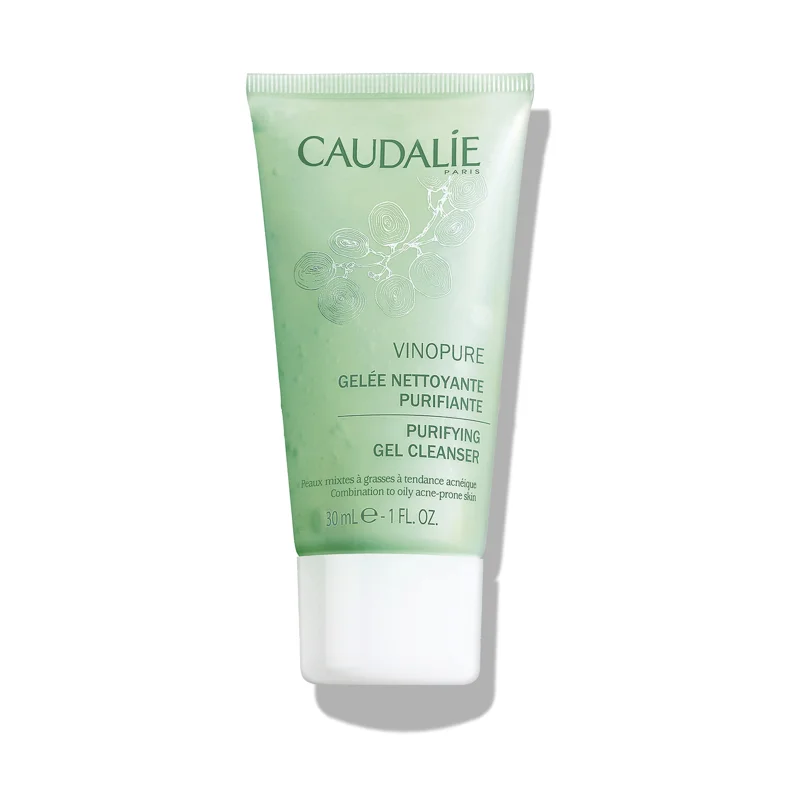 CAUDALÍE
PARIS
VINOPURE
GELÉE NETTOYANTE
PURIFIANTE
PURIFYING
GEL CLEANSER
Peaux mixtes à grasses à tendance acnéique
Combination to oily acne-prone skin
30 mL ℮ - 1 FL. OZ.